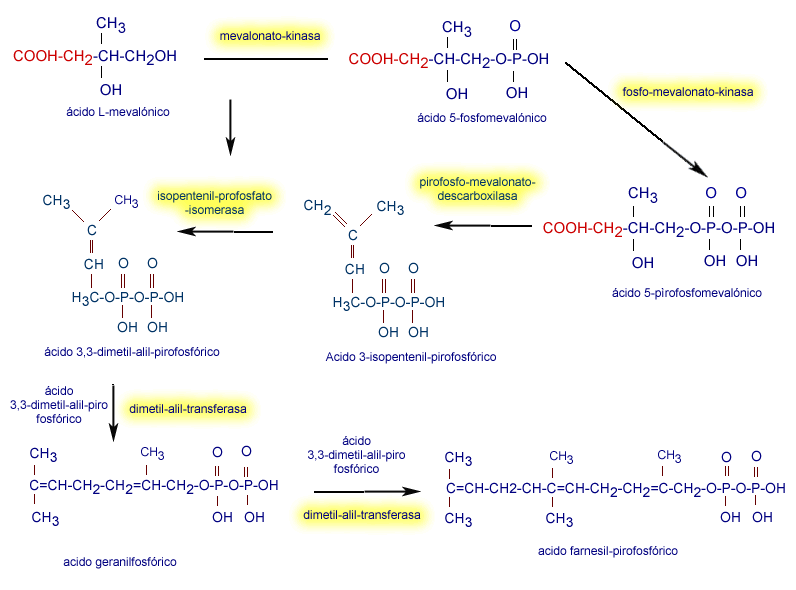 CH3
COOH-CH2-CH-CH2OH
OH
ácido L-mevalónico
mevalonato-kinasa
CH3 O
COOH-CH2-CH-CH2-O-P-OH
OH OH
ácido 5-fosfomevalónico
fosfo-mevalonato-kinasa
CH3 O O
COOH-CH2-CH-CH2-O-P-O-P-OH
OH OH OH
ácido 5-pìrofosfomevalónico
pirofosfo-mevalonato-
descarboxilasa
CH2 CH3
C
CH O O
H3C-O-P-O-P-OH
OH OH
Acido 3-isopentenil-pirofosfórico
isopentenil-profosfato
-isomerasa
CH3 CH3
C
CH O O
H3C-O-P-O-P-OH
OH OH
ácido 3,3-dimetil-alil-pirofosfórico
ácido
3,3-dimetil-alil-piro
fosfórico
dimetil-alil-transferasa
CH3 CH3 O O
C=CH-CH2-CH2=CH-CH2-O-P-O-P-OH
CH3 OH OH
acido geranilfosfórico
ácido
3,3-dimetil-alil-piro
fosfórico
dimetil-alil-transferasa
CH3 CH3 CH3 O O
C=CH-CH2-CH-C=CH-CH2-CH2=C-CH2-O-P-O-P-OH
CH3 CH3 OH OH
acido farnesil-pirofosfórico